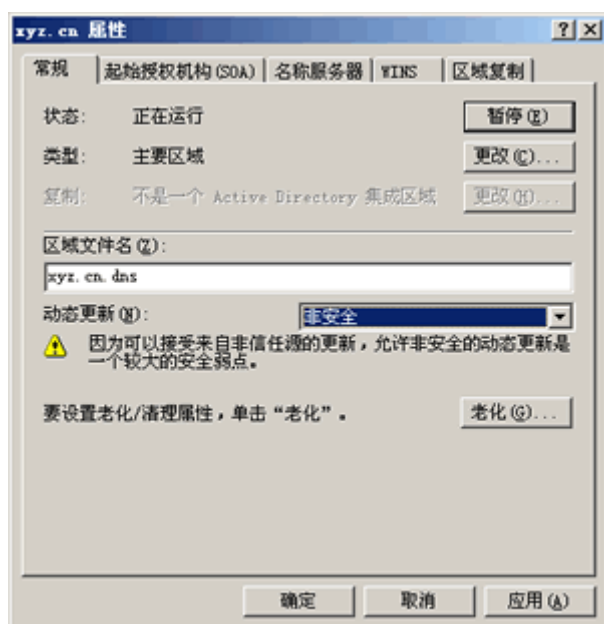 xyz.cn 属性
常规 起始授权机构(SOA) 名称服务器 WINS 区域复制
状态: 正在运行 暂停(E)
类型: 主要区域 更改(C)...
复制: 不是一个 Active Directory 集成区域 更改(H)...
区域文件名(Z):
xyz.cn.dns
动态更新(N): 非安全
因为可以接受来自非信任源的更新，允许非安全的动态更新是
一个较大的安全弱点。
要设置老化/清理属性，单击“老化”。 老化(G)...
确定 取消 应用(A)